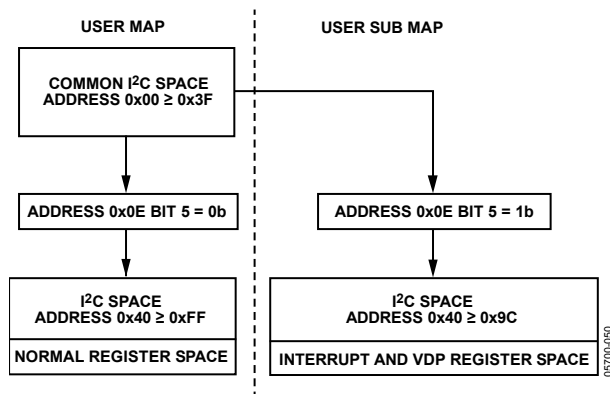 USER MAP
USER SUB MAP
COMMON I²C SPACE
ADDRESS 0x00 ≥ 0x3F
ADDRESS 0x0E BIT 5 = 0b
ADDRESS 0x0E BIT 5 = 1b
I²C SPACE
ADDRESS 0x40 ≥ 0xFF
NORMAL REGISTER SPACE
I²C SPACE
ADDRESS 0x40 ≥ 0x9C
INTERRUPT AND VDP REGISTER SPACE
05700-050